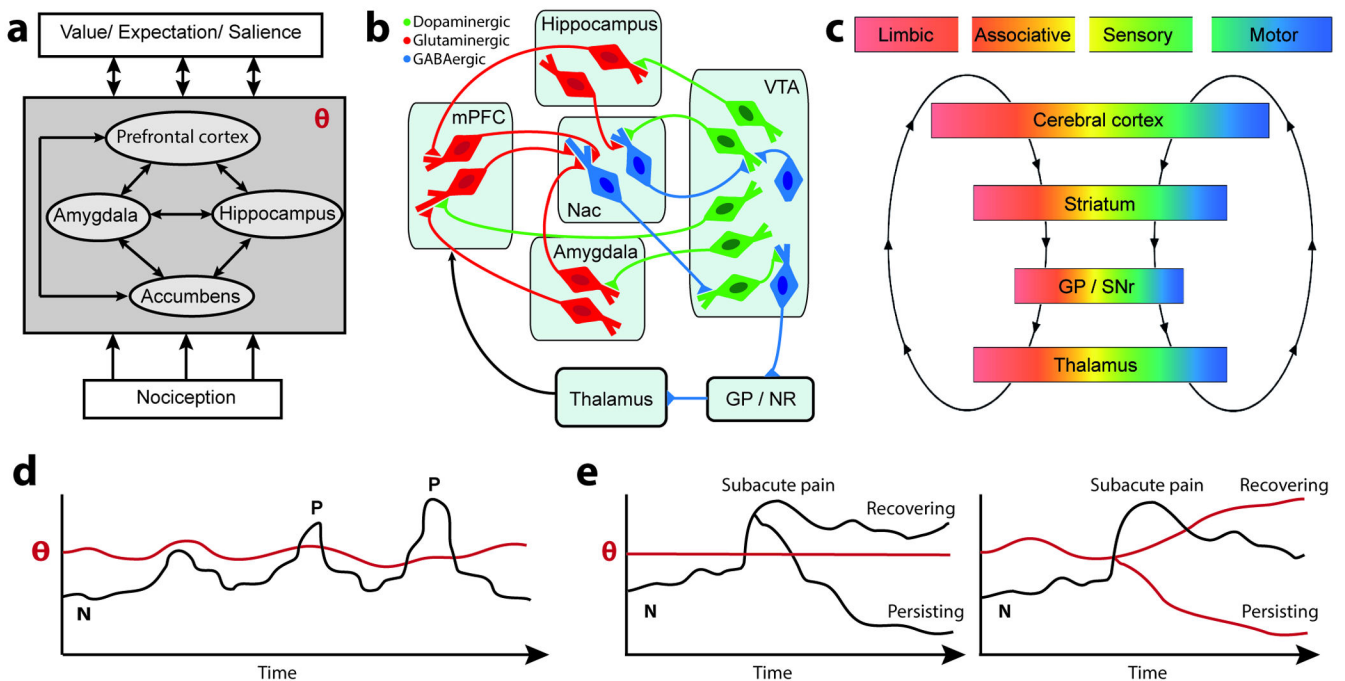 a
Value/ Expectation/ Salience
θ
Prefrontal cortex
Amygdala
Hippocampus
Accumbens
Nociception
b
Dopaminergic
Glutaminergic
GABAergic
Hippocampus
VTA
mPFC
Nac
Amygdala
Thalamus
GP / NR
c
Limbic
Associative
Sensory
Motor
Cerebral cortex
Striatum
GP / SNr
Thalamus
d
P
P
θ
N
Time
e
Subacute pain
Recovering
θ
N
Persisting
Time
Subacute pain
Recovering
N
Persisting
Time